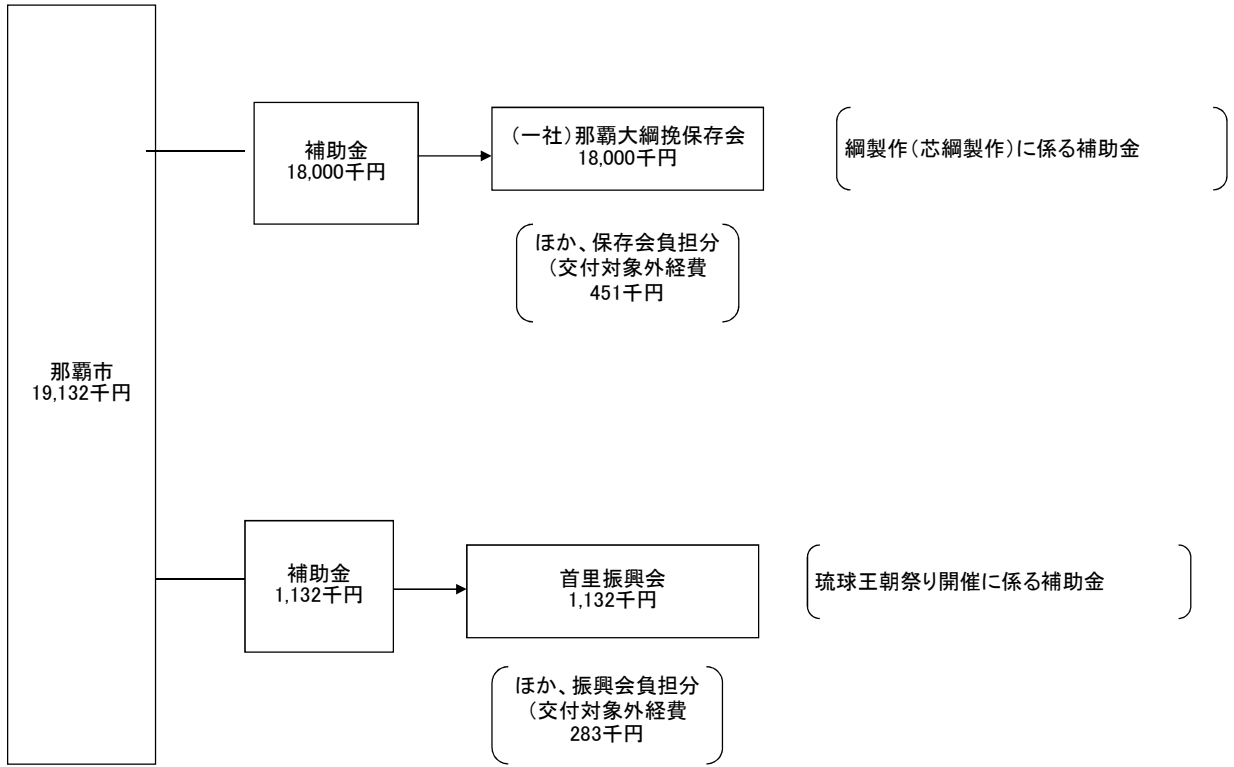 那覇市
19,132千円
補助金
18,000千円
(一社)那覇大綱挽保存会
18,000千円
綱製作(芯綱製作)に係る補助金
ほか、保存会負担分
(交付対象外経費
451千円
補助金
1,132千円
首里振興会
1,132千円
琉球王朝祭り開催に係る補助金
ほか、振興会負担分
(交付対象外経費
283千円